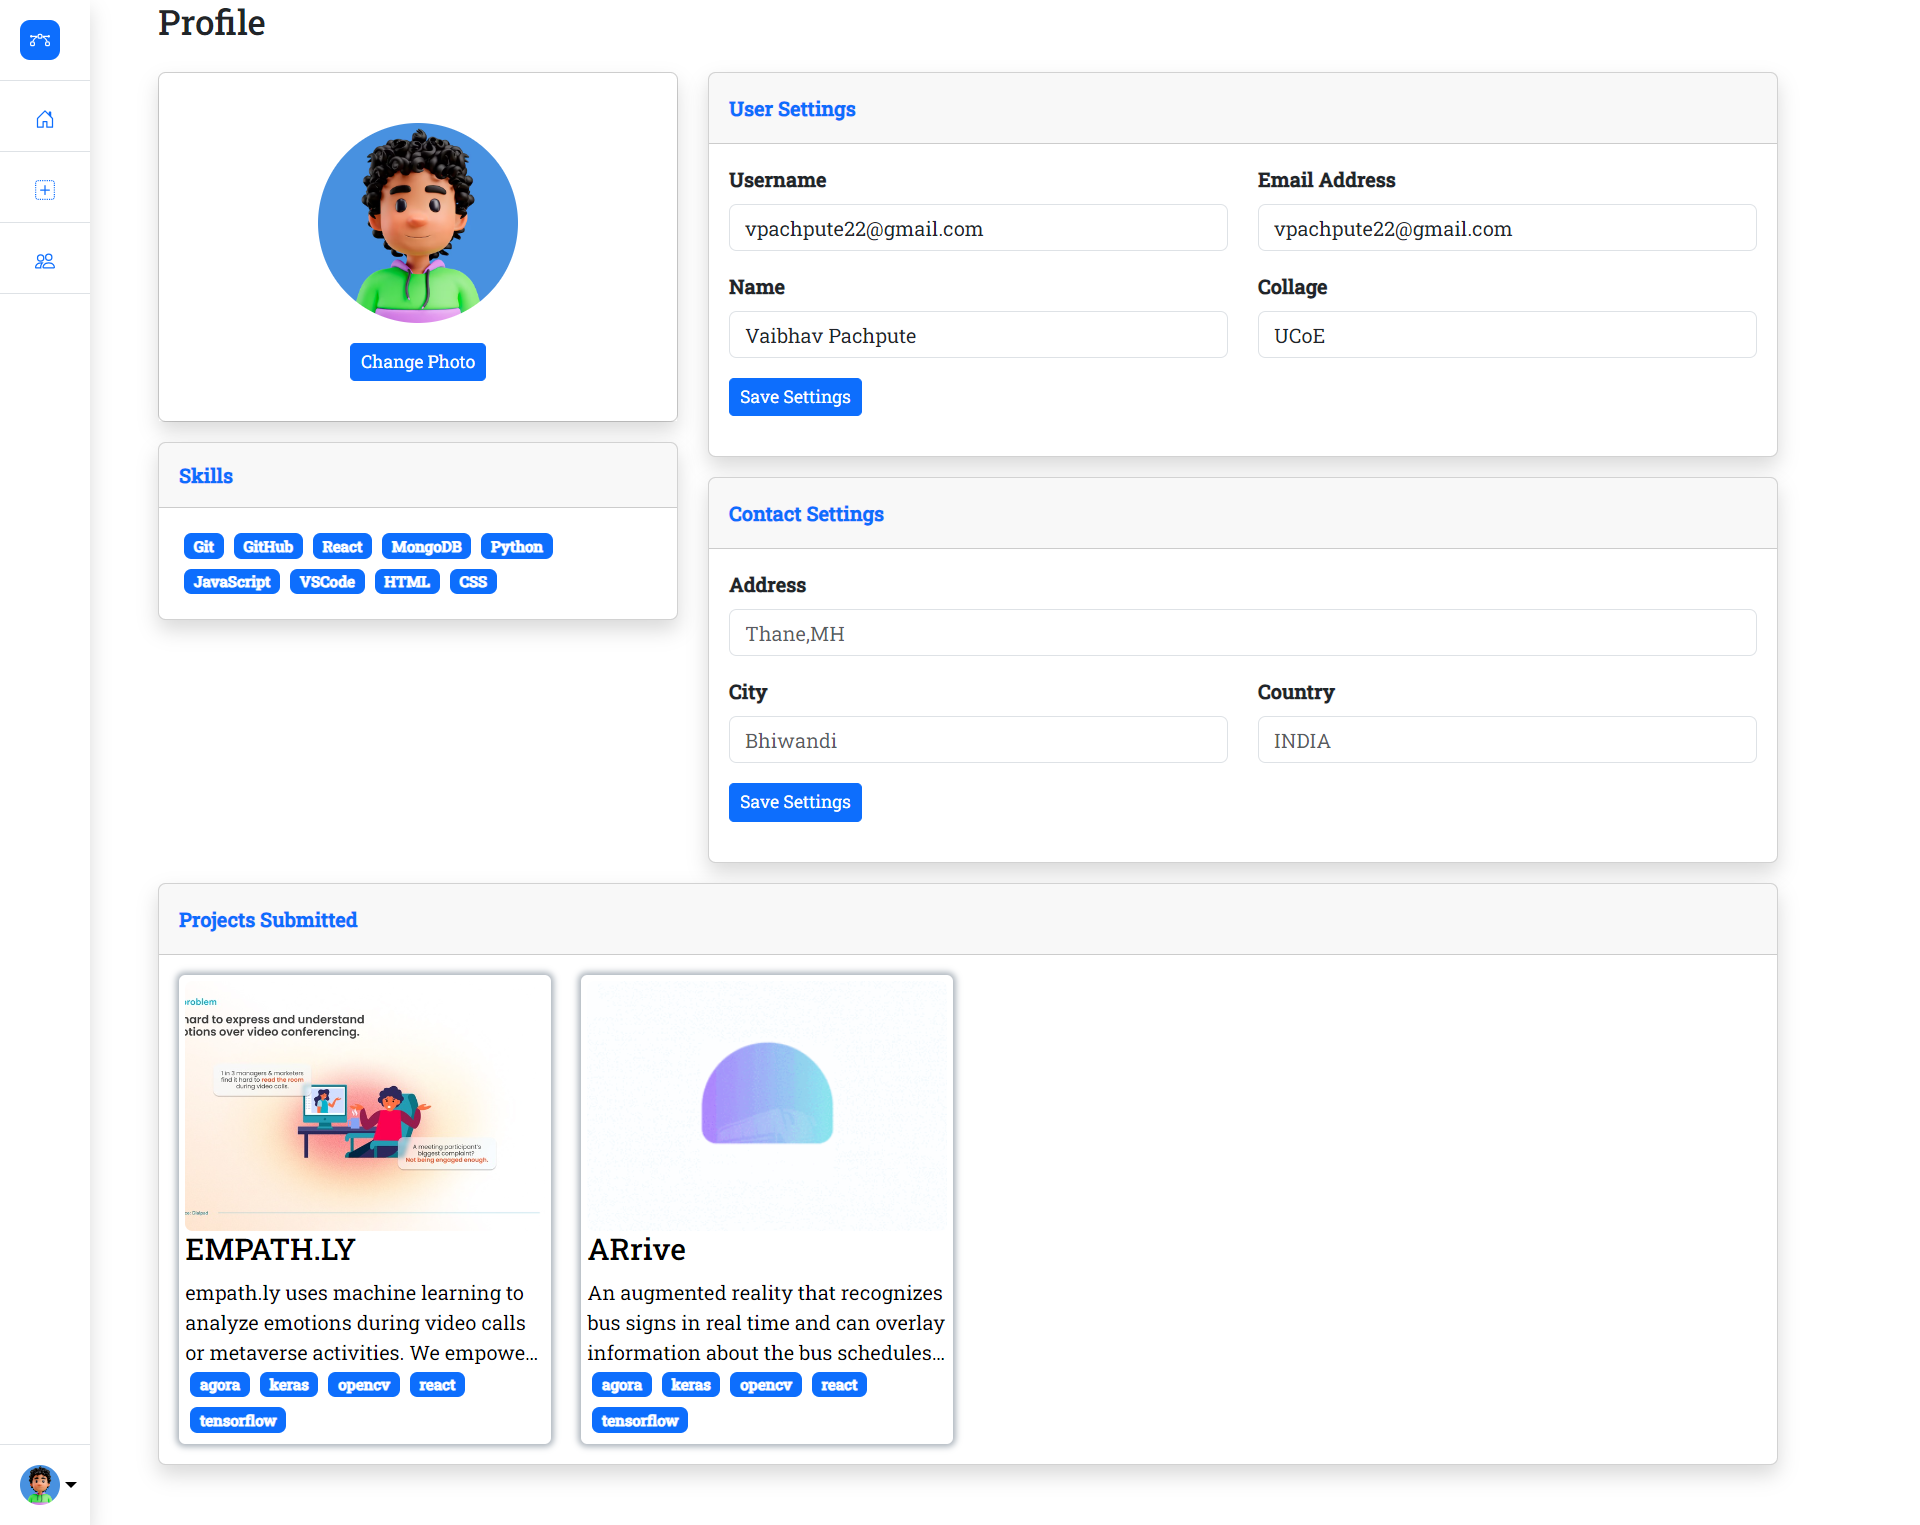 Profile
Change Photo
Skills
Git GitHub React MongoDB Python
JavaScript VSCode HTML CSS
User Settings
Username
vpachpute22@gmail.com
Email Address
vpachpute22@gmail.com
Name
Vaibhav Pachpute
Collage
UCoE
Save Settings
Contact Settings
Address
Thane,MH
City
Bhiwandi
Country
INDIA
Save Settings
Projects Submitted
roblem
hard to express and understand
otions over video conferencing.
1 in 3 managers & marketers
find it hard to read the room
during video calls.
A meeting participant's
biggest complaint?
Not being engaged enough.
Dialpad
EMPATH.LY
empath.ly uses machine learning to
analyze emotions during video calls
or metaverse activities. We empowe...
agora keras opencv react
tensorflow
ARrive
An augmented reality that recognizes
bus signs in real time and can overlay
information about the bus schedules...
agora keras opencv react
tensorflow